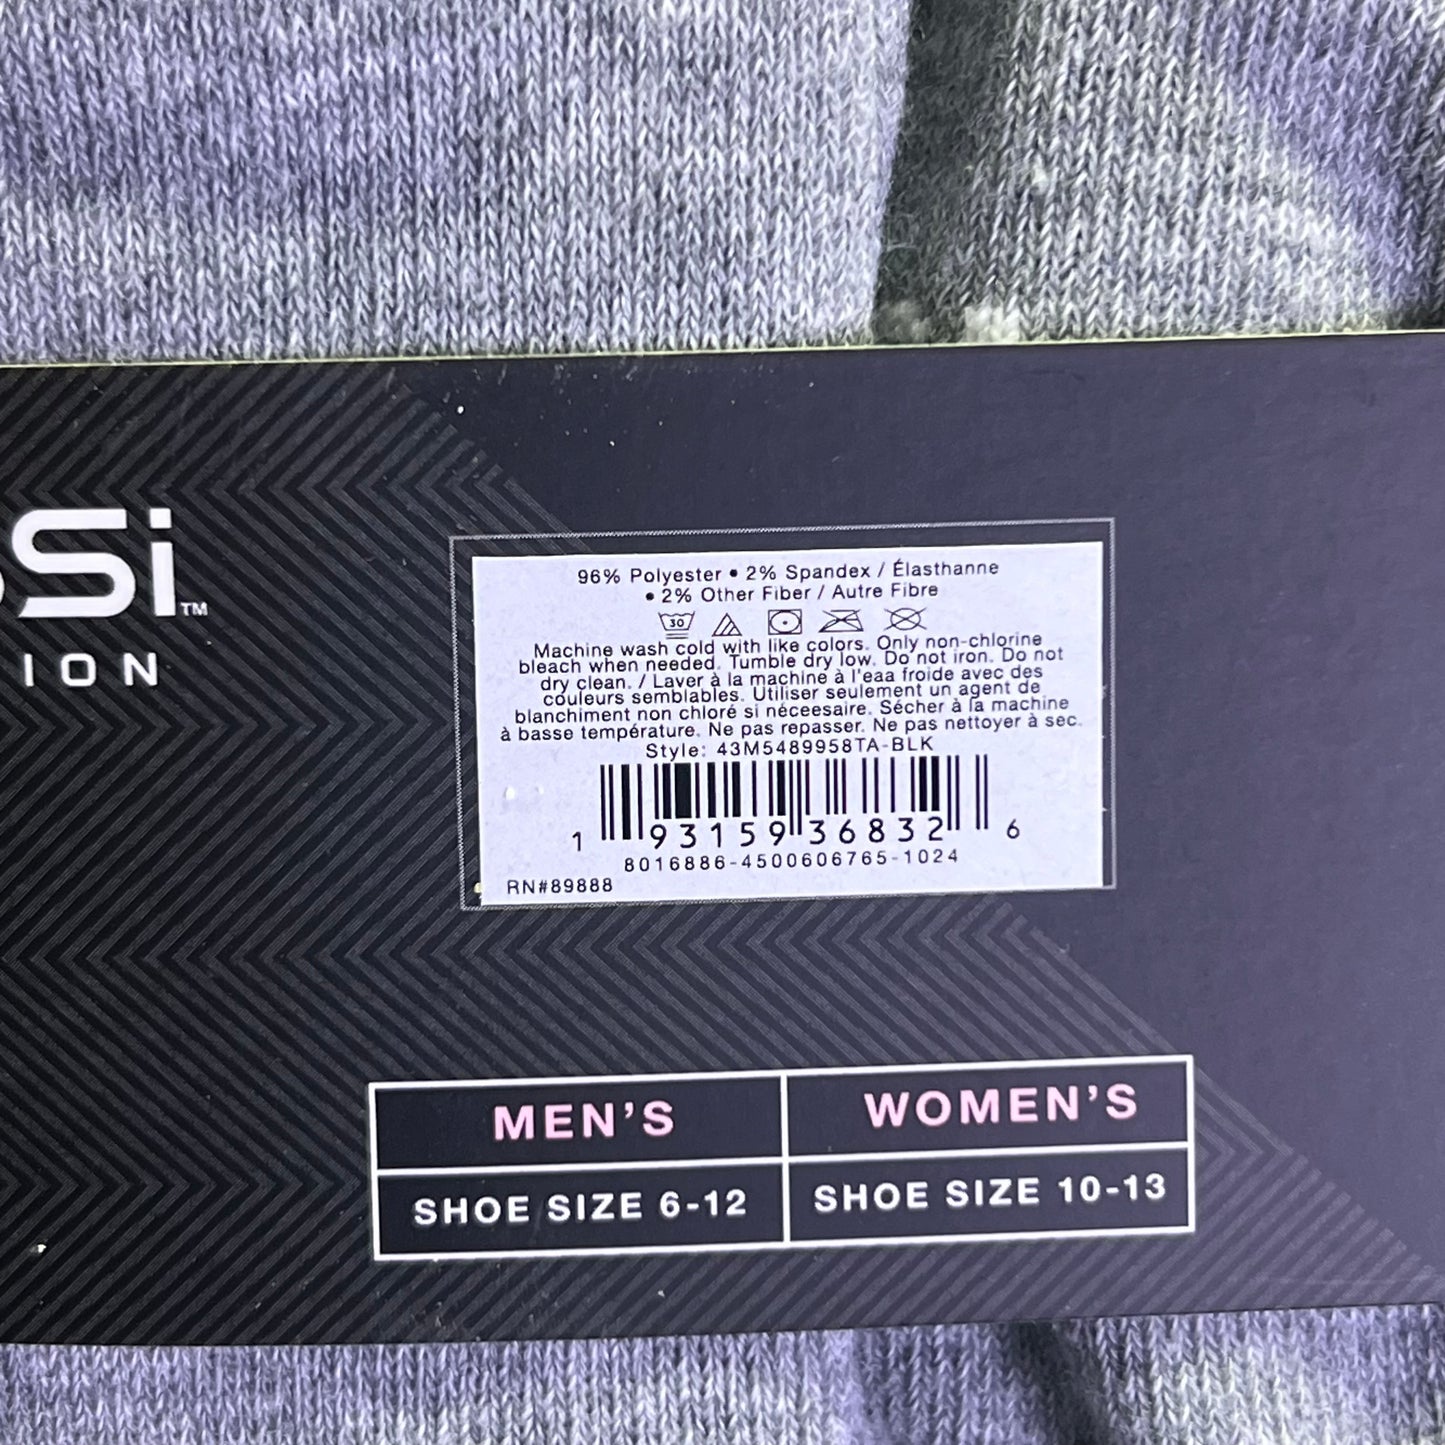 Si™
ION
96% Polyester • 2% Spandex / Élasthanne
• 2% Other Fiber / Autre Fibre
30
Machine wash cold with like colors. Only non-chlorine
bleach when needed. Tumble dry low. Do not iron. Do not
dry clean. / Laver à la machine à l'eaa froide avec des
couleurs semblables. Utiliser seulement un agent de
blanchiment non chloré si néceesaire. Sécher à la machine
à basse température. Ne pas repasser. Ne pas nettoyer à sec.
Style: 43M5489958TA-BLK
1 93159 36832 6
8016886-4500606765-1024
RN#89888
MEN'S WOMEN'S
SHOE SIZE 6-12 SHOE SIZE 10-13